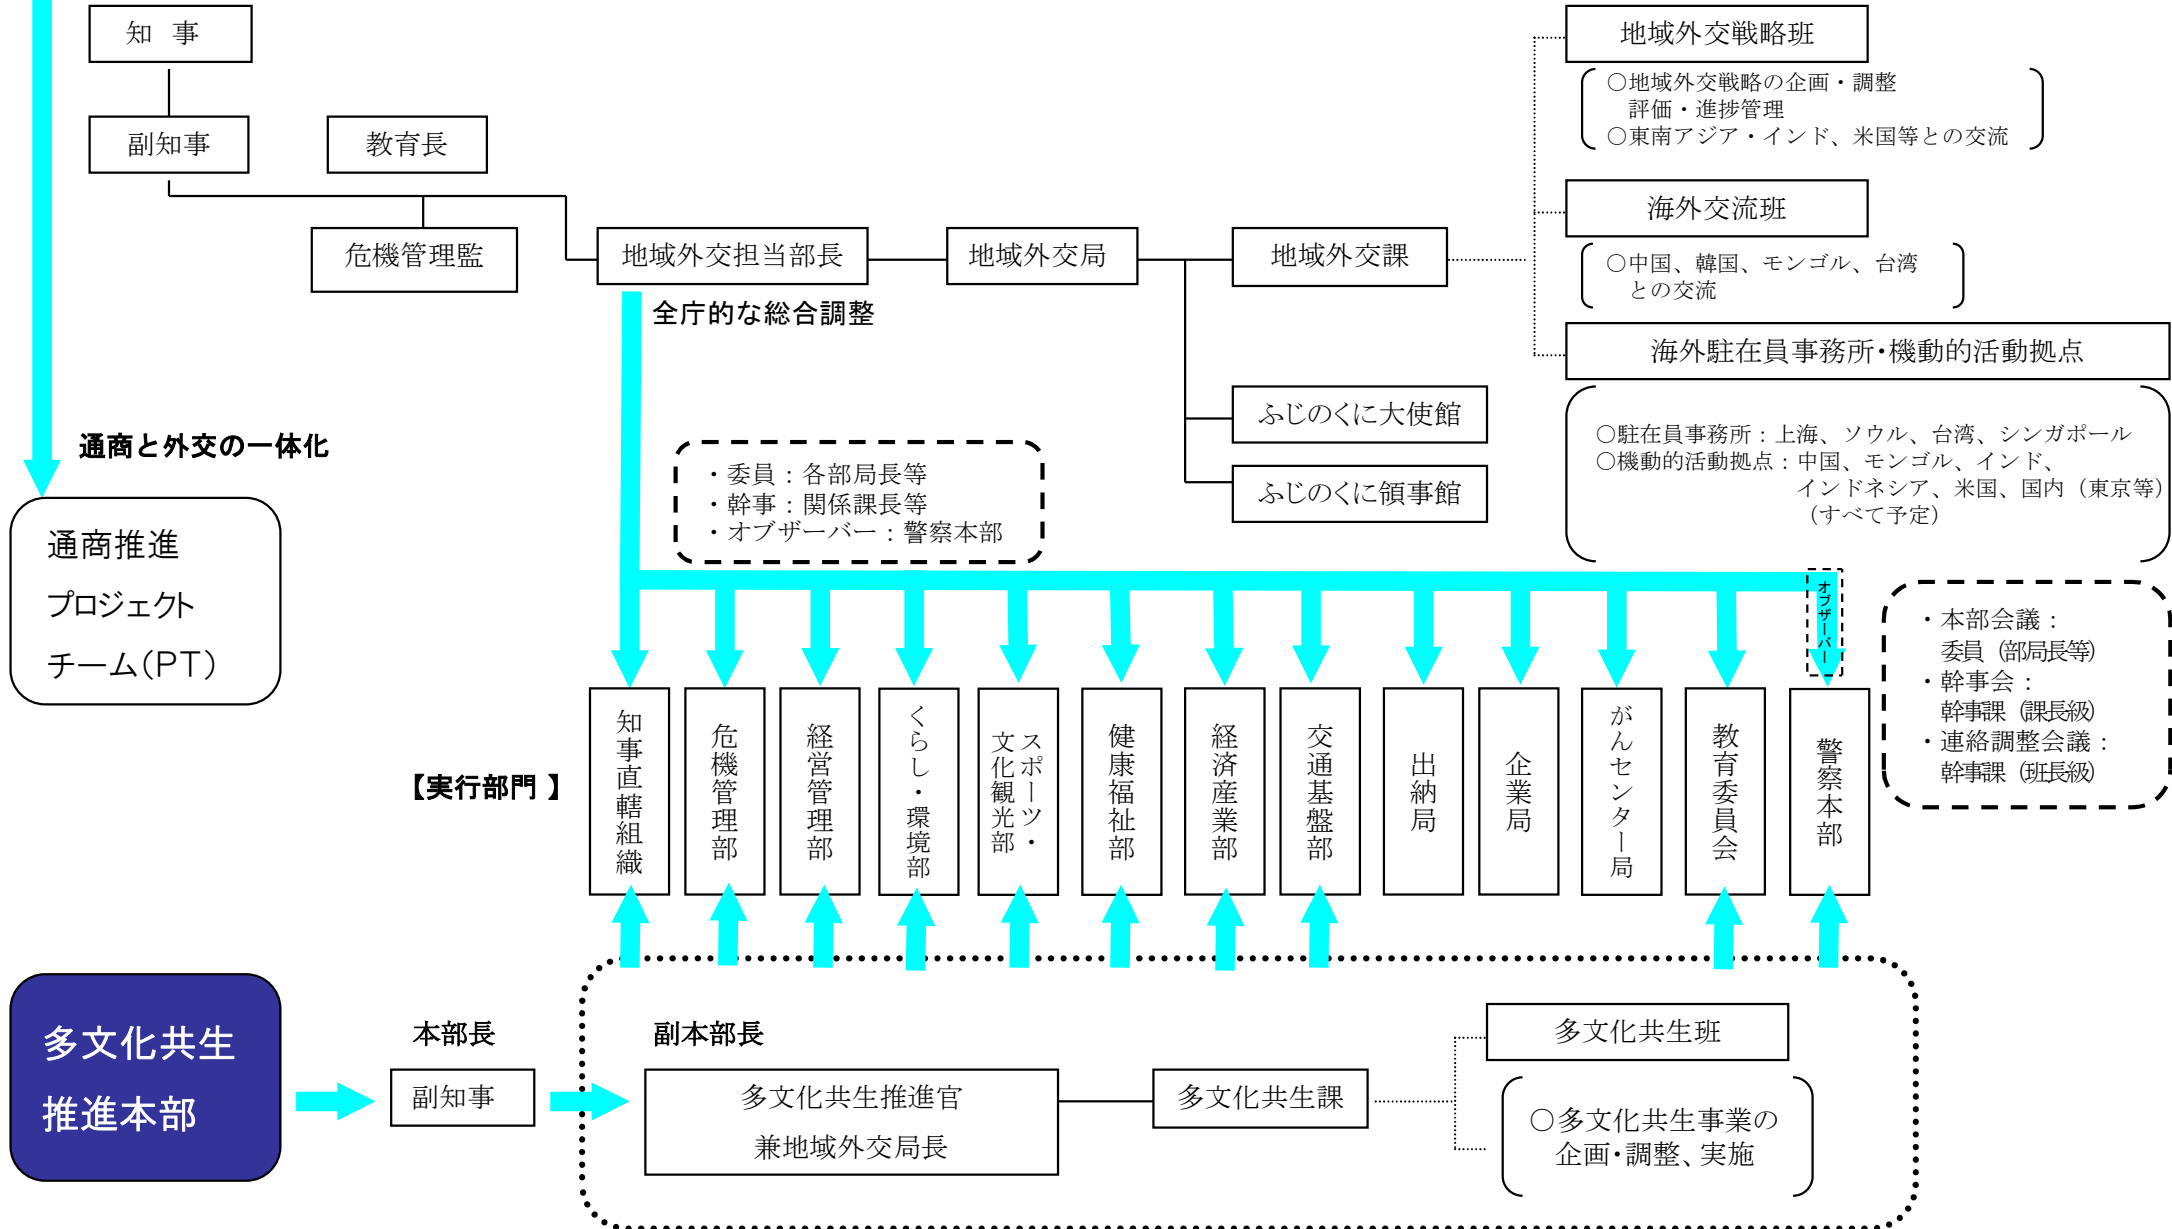 知 事
副知事
教育長
危機管理監
地域外交担当部長
地域外交局
地域外交課
全庁的な総合調整
地域外交戦略班
○地域外交戦略の企画・調整
評価・進捗管理
○東南アジア・インド、米国等との交流
海外交流班
○中国、韓国、モンゴル、台湾
との交流
海外駐在員事務所・機動的活動拠点
○駐在員事務所：上海、ソウル、台湾、シンガポール
○機動的活動拠点：中国、モンゴル、インド、
インドネシア、米国、国内（東京等）
（すべて予定）
ふじのくに大使館
ふじのくに領事館
通商と外交の一体化
通商推進
プロジェクト
チーム（PT）
・委員：各部局長等
・幹事：関係課長等
・オブザーバー：警察本部
オブザーバー
・本部会議：
委員（部局長等）
・幹事会：
幹事課（課長級）
・連絡調整会議：
幹事課（班長級）
【実行部門 】
知事直轄組織
危機管理部
経営管理部
くらし・環境部
スポーツ・
文化観光部
健康福祉部
経済産業部
交通基盤部
出納局
企業局
がんセンター局
教育委員会
警察本部
多文化共生
推進本部
本部長
副知事
副本部長
多文化共生推進官
兼地域外交局長
多文化共生課
多文化共生班
○多文化共生事業の
企画・調整、実施